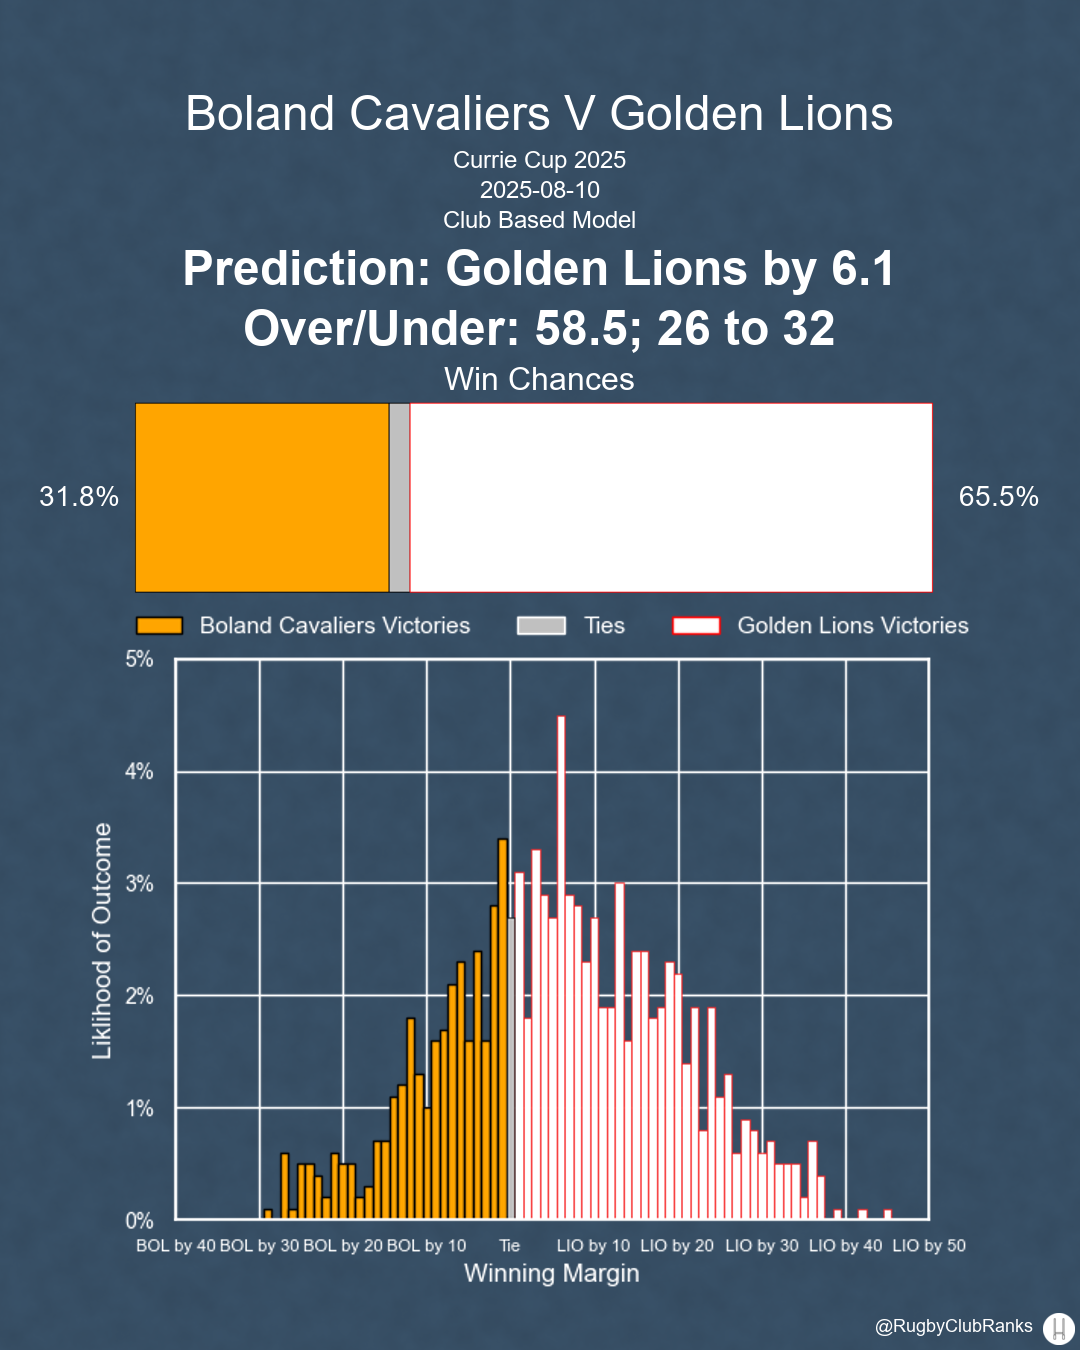 Boland Cavaliers V Golden Lions
Currie Cup 2025
2025-08-10
Club Based Model
Prediction: Golden Lions by 6.1
Over/Under: 58.5; 26 to 32
Win Chances
31.8%
65.5%
Boland Cavaliers Victories
Ties
Golden Lions Victories
5%
4%
3%
2%
1%
0%
Liklihood of Outcome
BOL by 40 BOL by 30 BOL by 20 BOL by 10 Tie LIO by 10 LIO by 20 LIO by 30 LIO by 40 LIO by 50
Winning Margin
@RugbyClubRanks